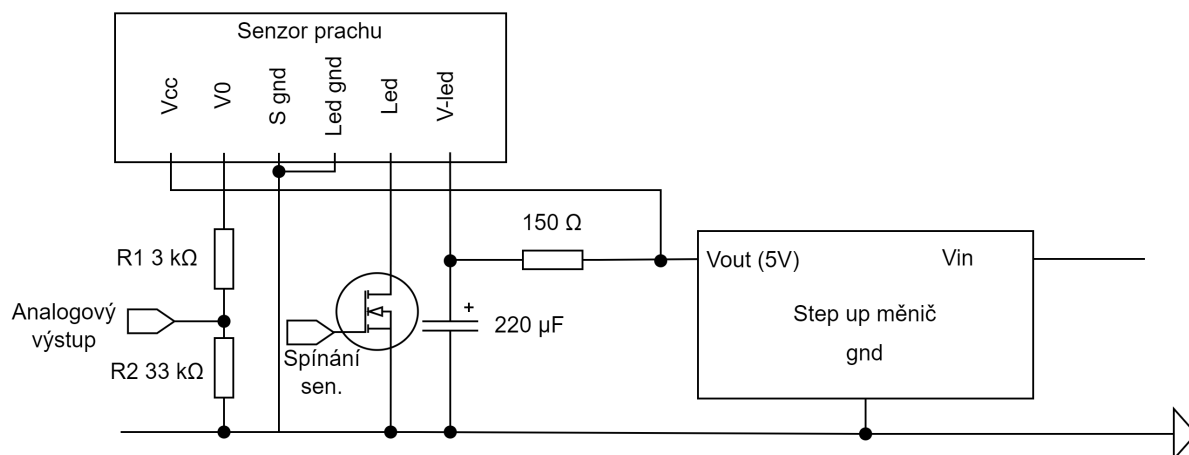 Senzor prachu
Vcc
V0
S gnd
Led gnd
Led
V-led
R1 3 kΩ
150 Ω
Vout (5V)
Vin
Step up měnič
gnd
Analogový
výstup
+
220 µF
Spínání
sen.
R2 33 kΩ